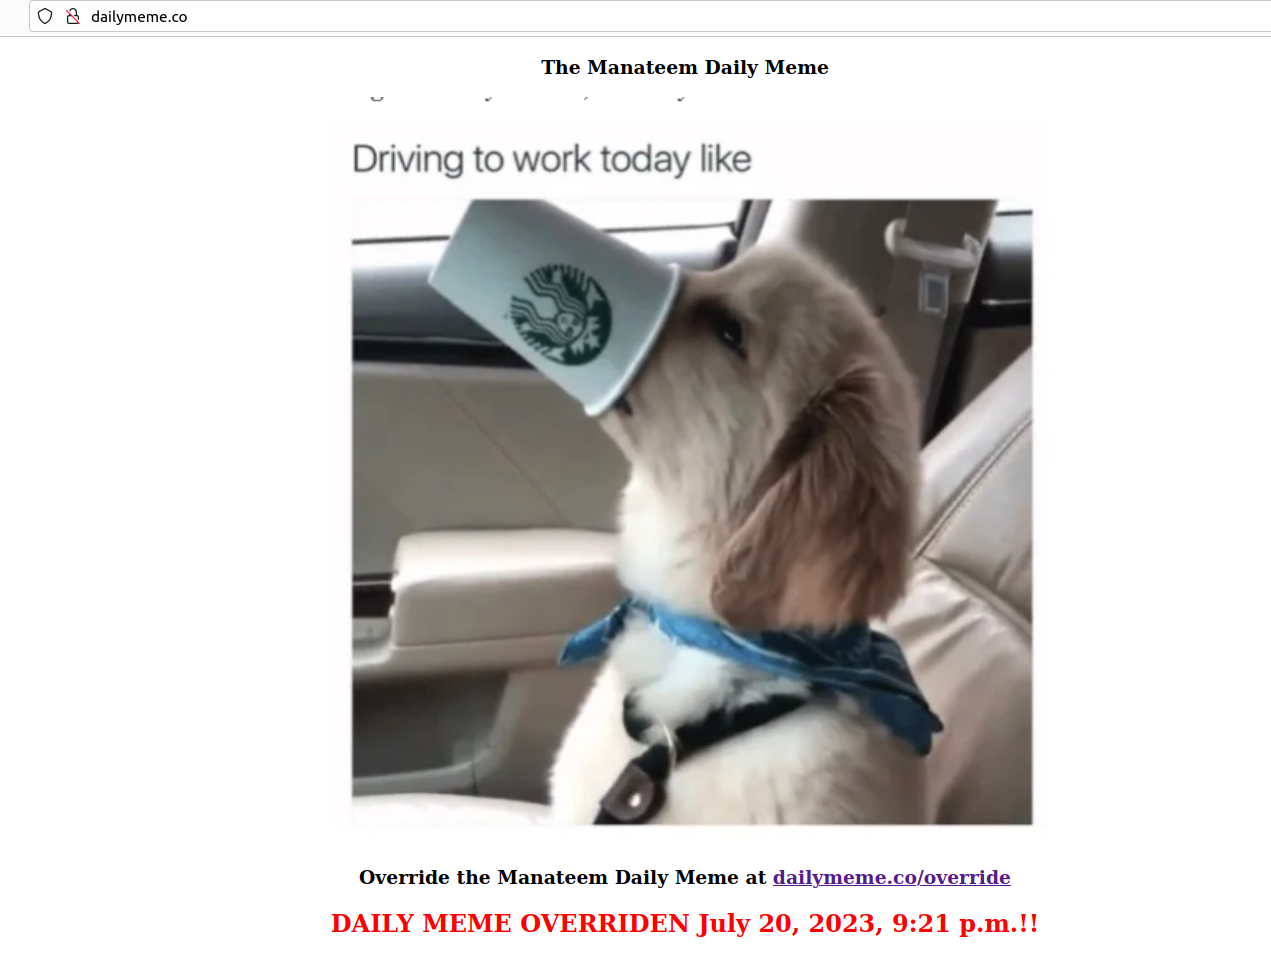 dailymeme.co
The Manateem Daily Meme
Driving to work today like
Override the Manateem Daily Meme at dailymeme.co/override
DAILY MEME OVERRIDEN July 20, 2023, 9:21 p.m.!!